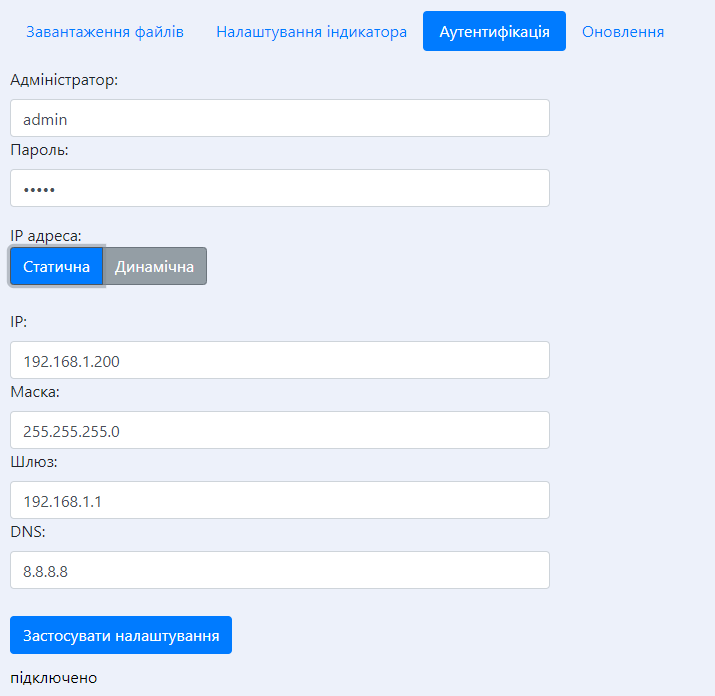 Завантаження файлів Налаштування індикатора Аутентифікація Оновлення
Адміністратор:
admin
Пароль:
•••••
IP адреса:
Статична Динамічна
IP:
192.168.1.200
Маска:
255.255.255.0
Шлюз:
192.168.1.1
DNS:
8.8.8.8
Застосувати налаштування
підключено